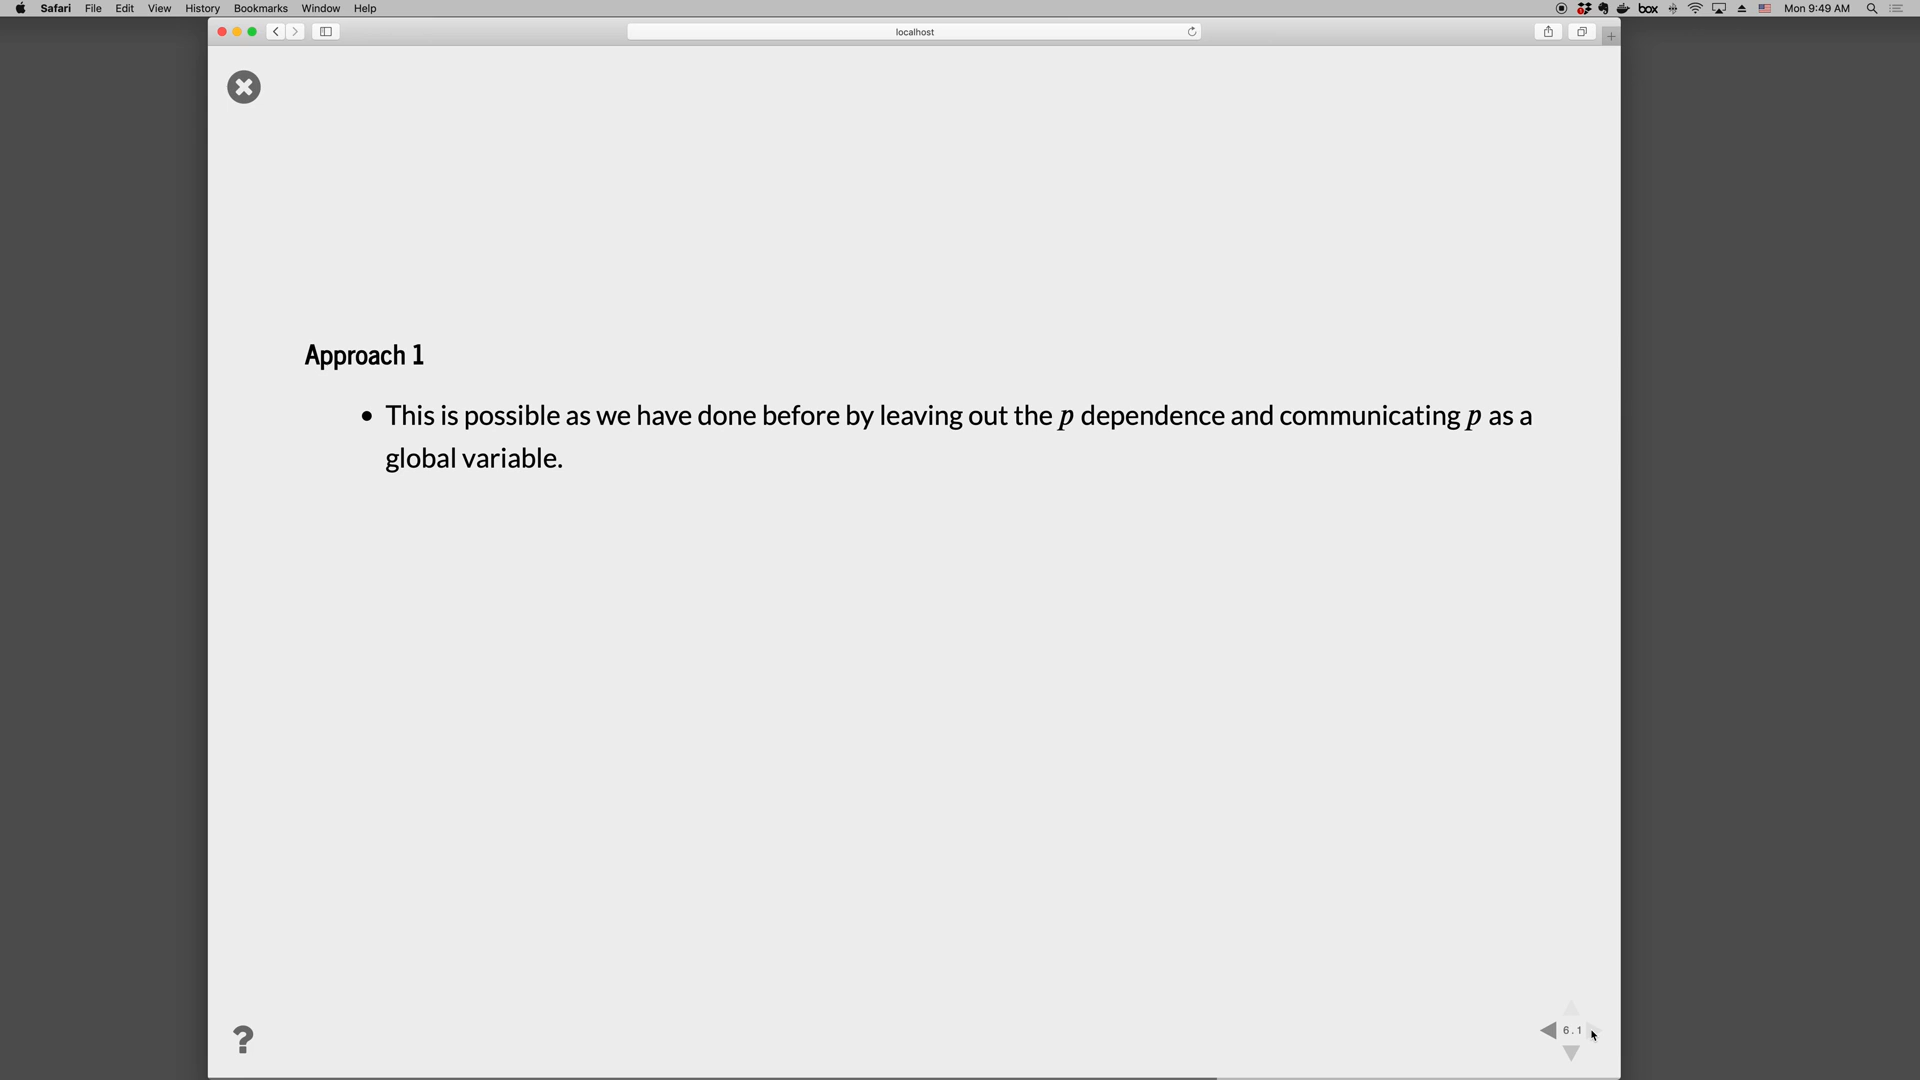 Safari File Edit View History Bookmarks Window Help box Mon 9:49 AM
localhost
Approach 1
• This is possible as we have done before by leaving out the p dependence and communicating p as a
global variable.
?
6.1